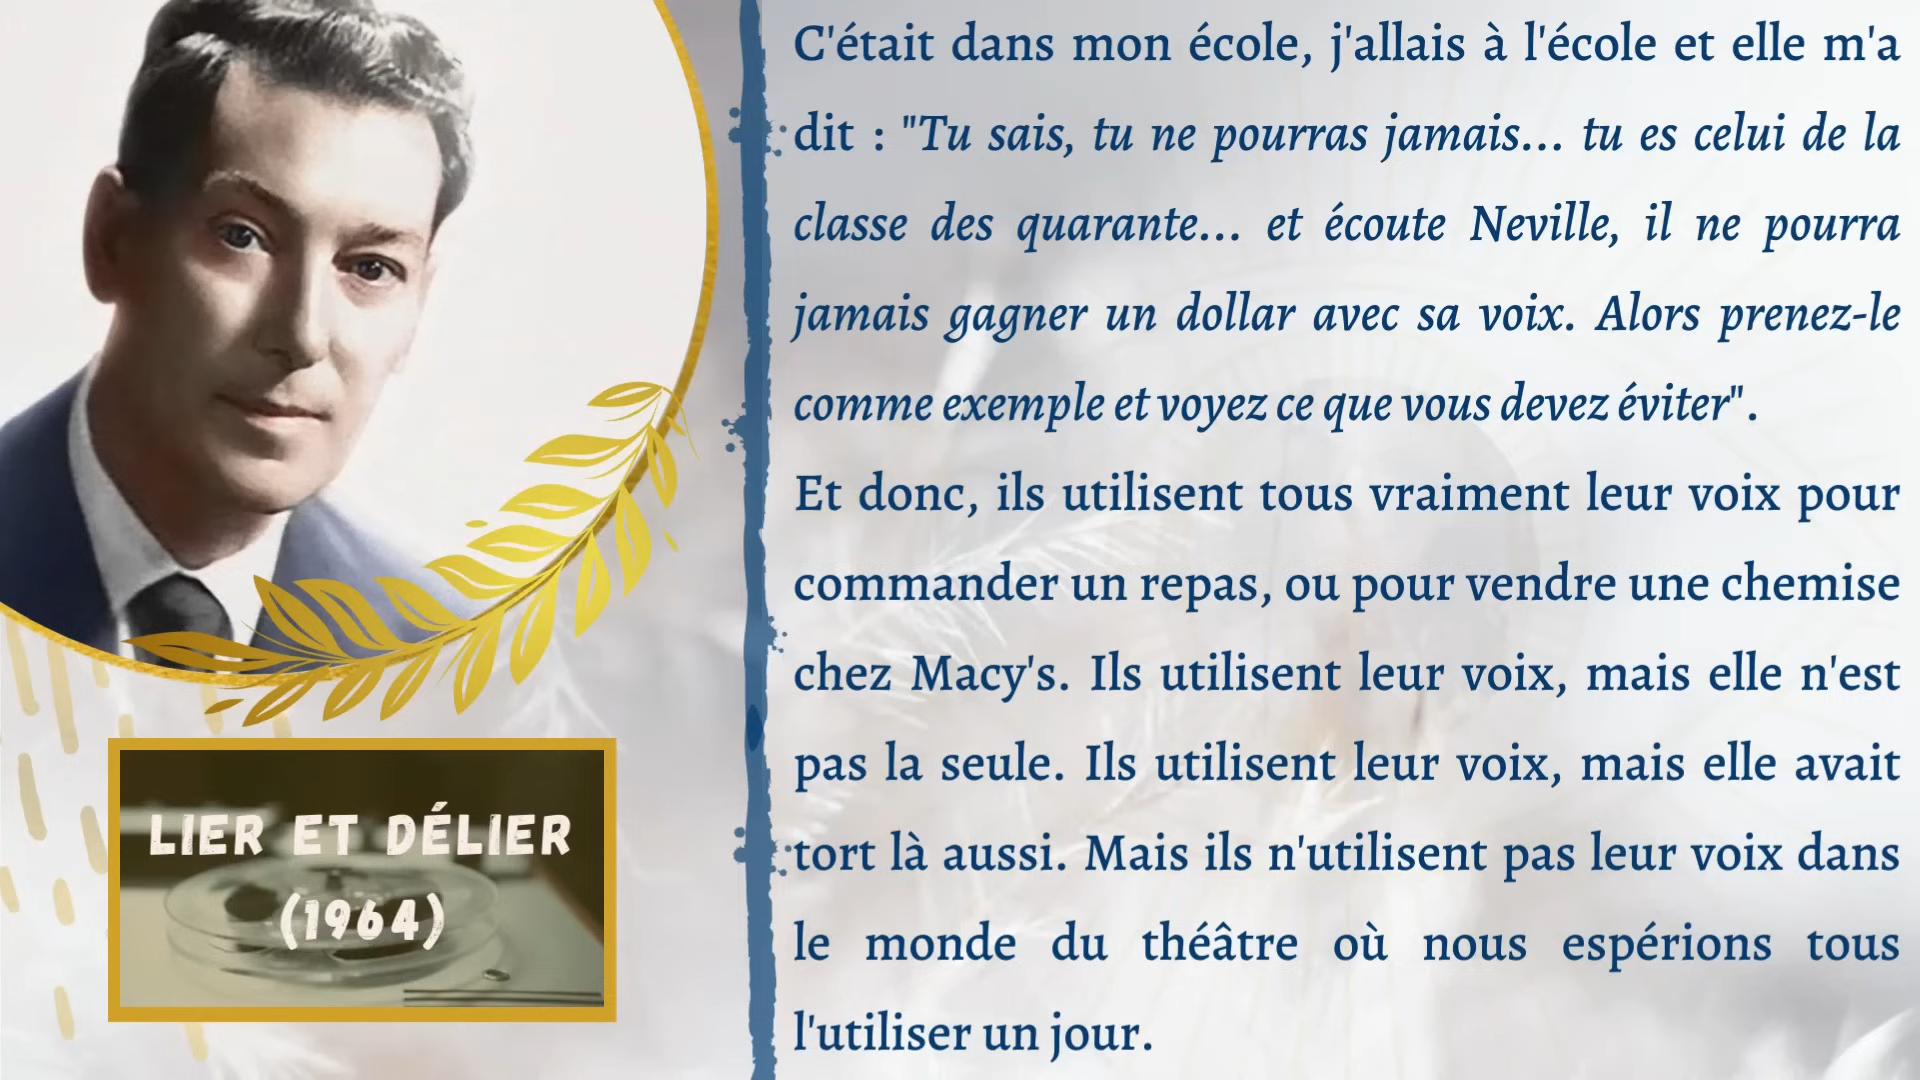 C'était dans mon école, j'allais à l'école et elle m'a
dit : "Tu sais, tu ne pourras jamais... tu es celui de la
classe des quarante... et écoute Neville, il ne pourra
jamais gagner un dollar avec sa voix. Alors prenez-le
comme exemple et voyez ce que vous devez éviter".
Et donc, ils utilisent tous vraiment leur voix pour
commander un repas, ou pour vendre une chemise
chez Macy's. Ils utilisent leur voix, mais elle n'est
pas la seule. Ils utilisent leur voix, mais elle avait
tort là aussi. Mais ils n'utilisent pas leur voix dans
le monde du théâtre où nous espérions tous
l'utiliser un jour.
LIER ET DÉLIER
(1964)